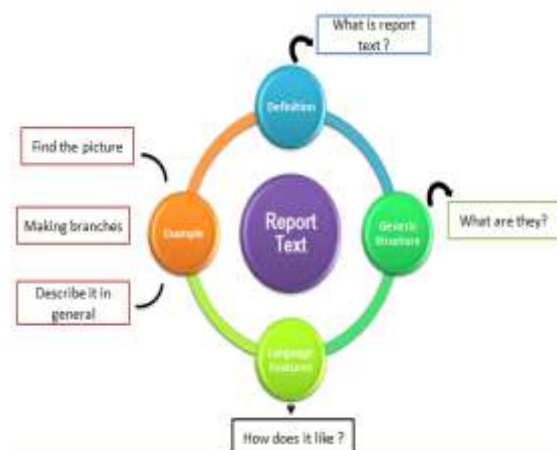 What is report
text ?
Definition
Find the picture
Making branches
Describe it in
general
Example
Report
Text
Generic
Structure
What are they?
Language
Features
How does it like ?